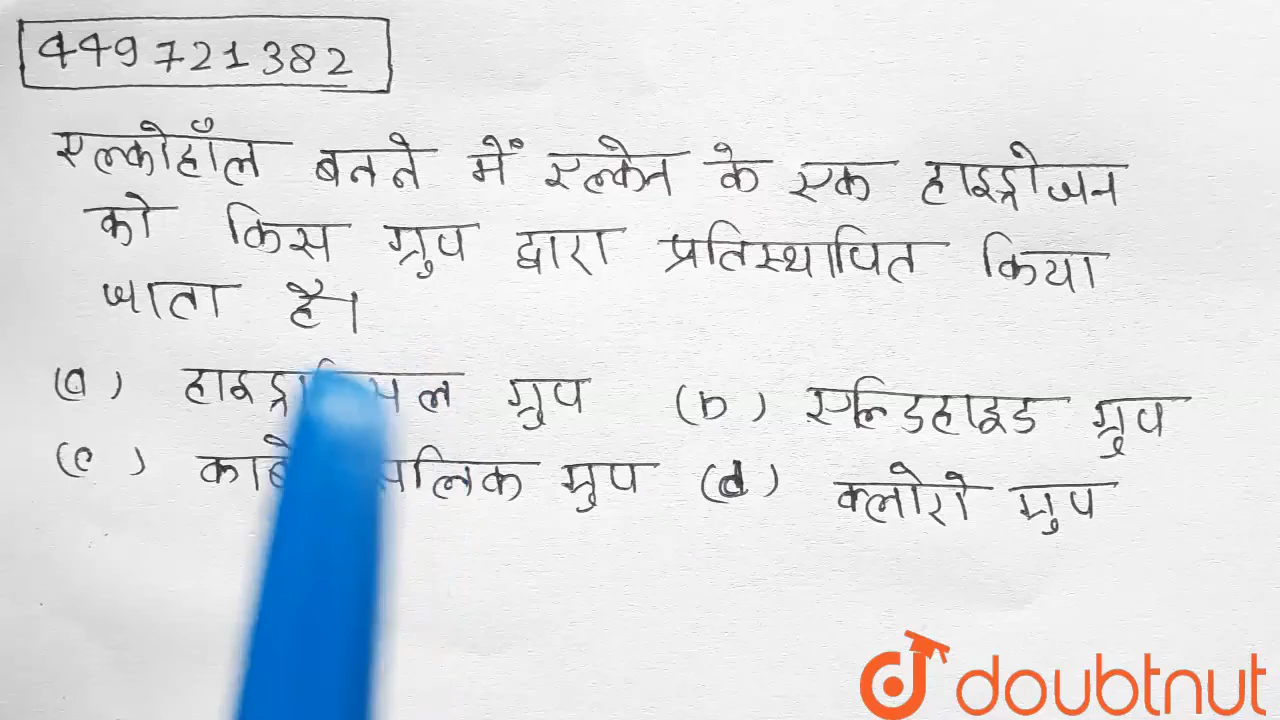 449721382
एल्कोहॉल बनने में एल्केन के एक हाइड्रोजन
को किस ग्रुप द्वारा प्रतिस्थापित किया
जाता है।
(a) ग्रुप (b) एल्डिहाइड ग्रुप
(c) ग्रुप (d) क्लोरो ग्रुप
doubtnut